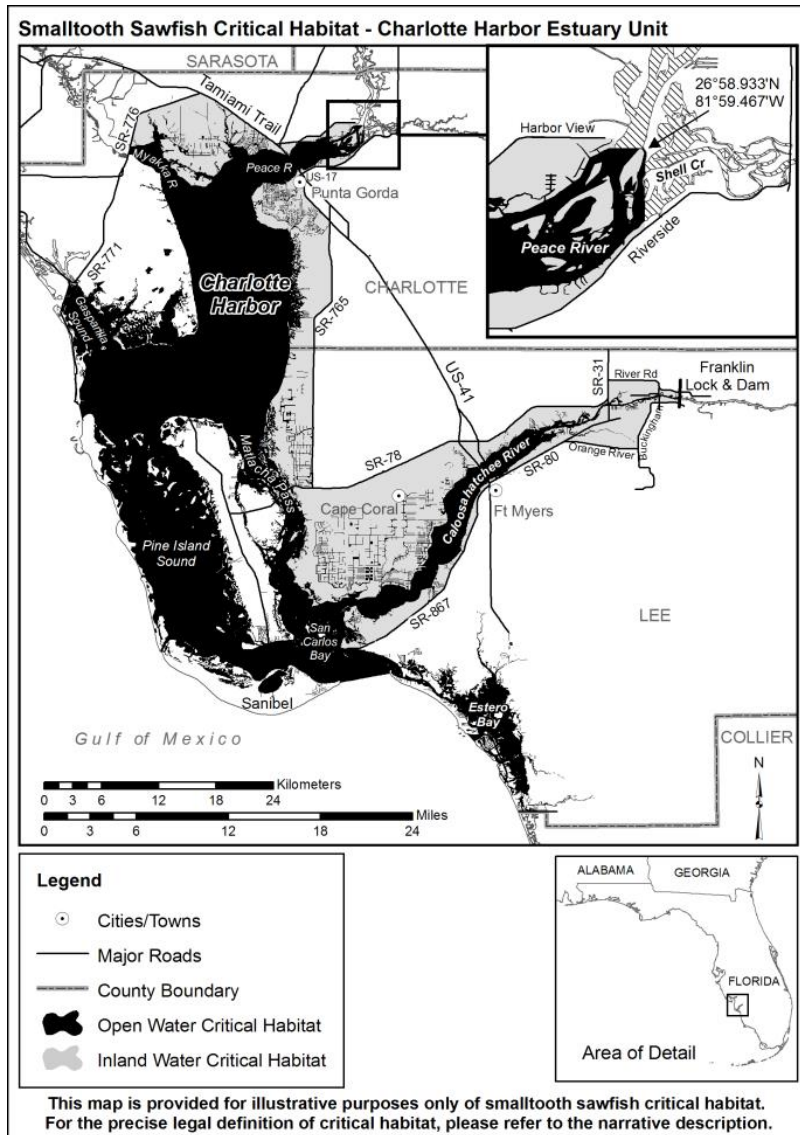 Smalltooth Sawfish Critical Habitat - Charlotte Harbor Estuary Unit
SARASOTA
Tamiami Trail
SR-776
Myakka R
Peace R
US-17
Punta Gorda
26°58.933'N
81°59.467'W
Harbor View
Shell Cr
Peace River
Riverside
SR-771
Gasparilla
Sound
Charlotte
Harbor
CHARLOTTE
SR-765
US-41
SR-31
River Rd
Franklin
Lock & Dam
Buckingham
Orange River
SR-80
SR-78
Matlacha Pass
Caloosahatchee River
Cape Coral
Ft Myers
Pine Island
Sound
SR-867
LEE
San
Carlos
Bay
Sanibel
Estero
Bay
Gulf of Mexico
COLLIER
N
Kilometers
0 3 6 12 18 24
Miles
0 3 6 12 18 24
Legend
Cities/Towns
Major Roads
County Boundary
Open Water Critical Habitat
Inland Water Critical Habitat
ALABAMA
GEORGIA
FLORIDA
Area of Detail
This map is provided for illustrative purposes only of smalltooth sawfish critical habitat.
For the precise legal definition of critical habitat, please refer to the narrative description.